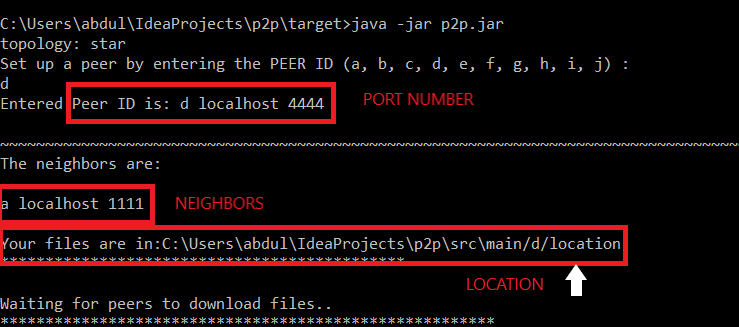 C:\Users\abdul\IdeaProjects\p2p\target>java -jar p2p.jar
topology: star
Set up a peer by entering the PEER ID (a, b, c, d, e, f, g, h, i, j) :
d
Entered Peer ID is: d localhost 4444 PORT NUMBER
~~~~~~~~~~~~~~~~~~~~~~~~~~~~~~~~~~~~~~~~~~~~~~~~~~~~~~~~~~~~~~~~~~~~~~~~~~~~~~~~~~
The neighbors are:
a localhost 1111 NEIGHBORS
Your files are in:C:\Users\abdul\IdeaProjects\p2p\src\main/d/location
*********************************************
LOCATION
Waiting for peers to download files..
*******************************************************